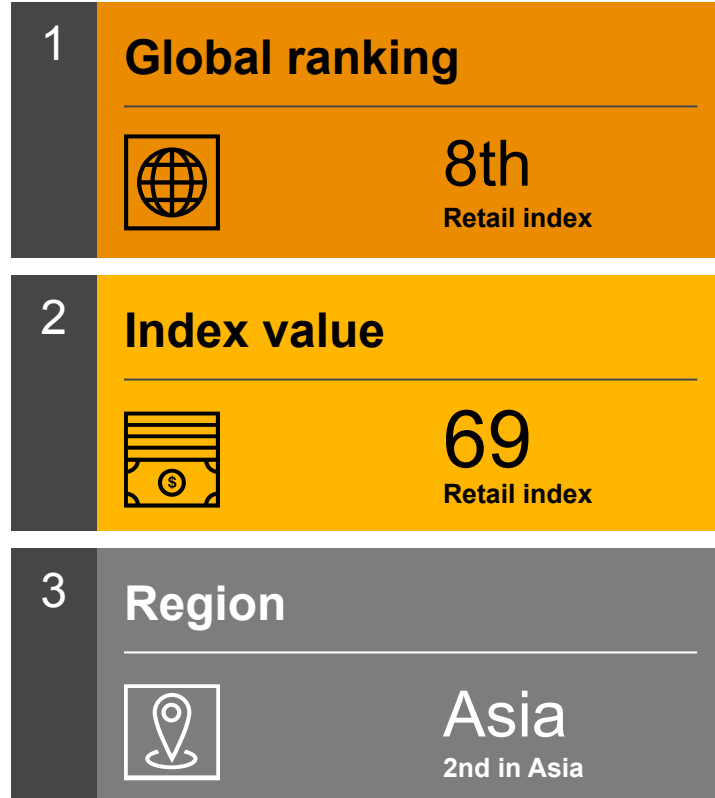 1
Global ranking
8th
Retail index
2
Index value
$
69
Retail index
3
Region
Asia
2nd in Asia